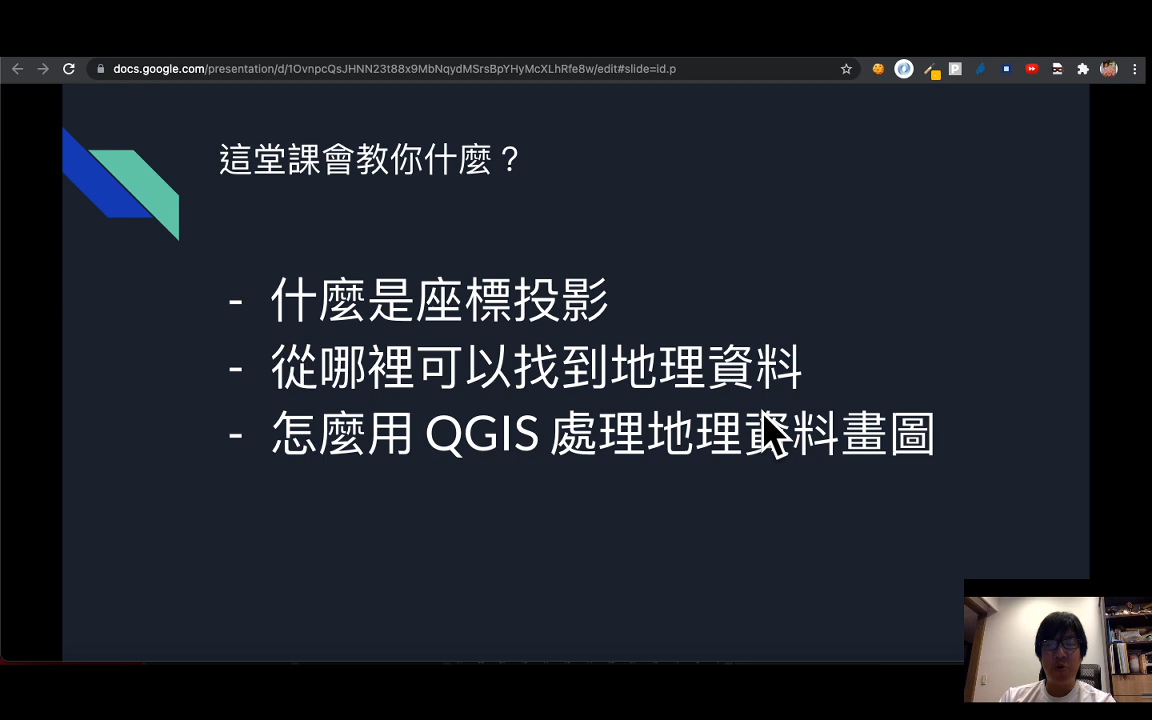 docs.google.com/presentation/d/1OvnpcQsJHNN23t88x9MbNqydMSrsBpYHyMcXLhRfe8w/edit#slide=id.p
這堂課會教你什麼？
- 什麼是座標投影
- 從哪裡可以找到地理資料
- 怎麼用 QGIS 處理地理資料畫圖